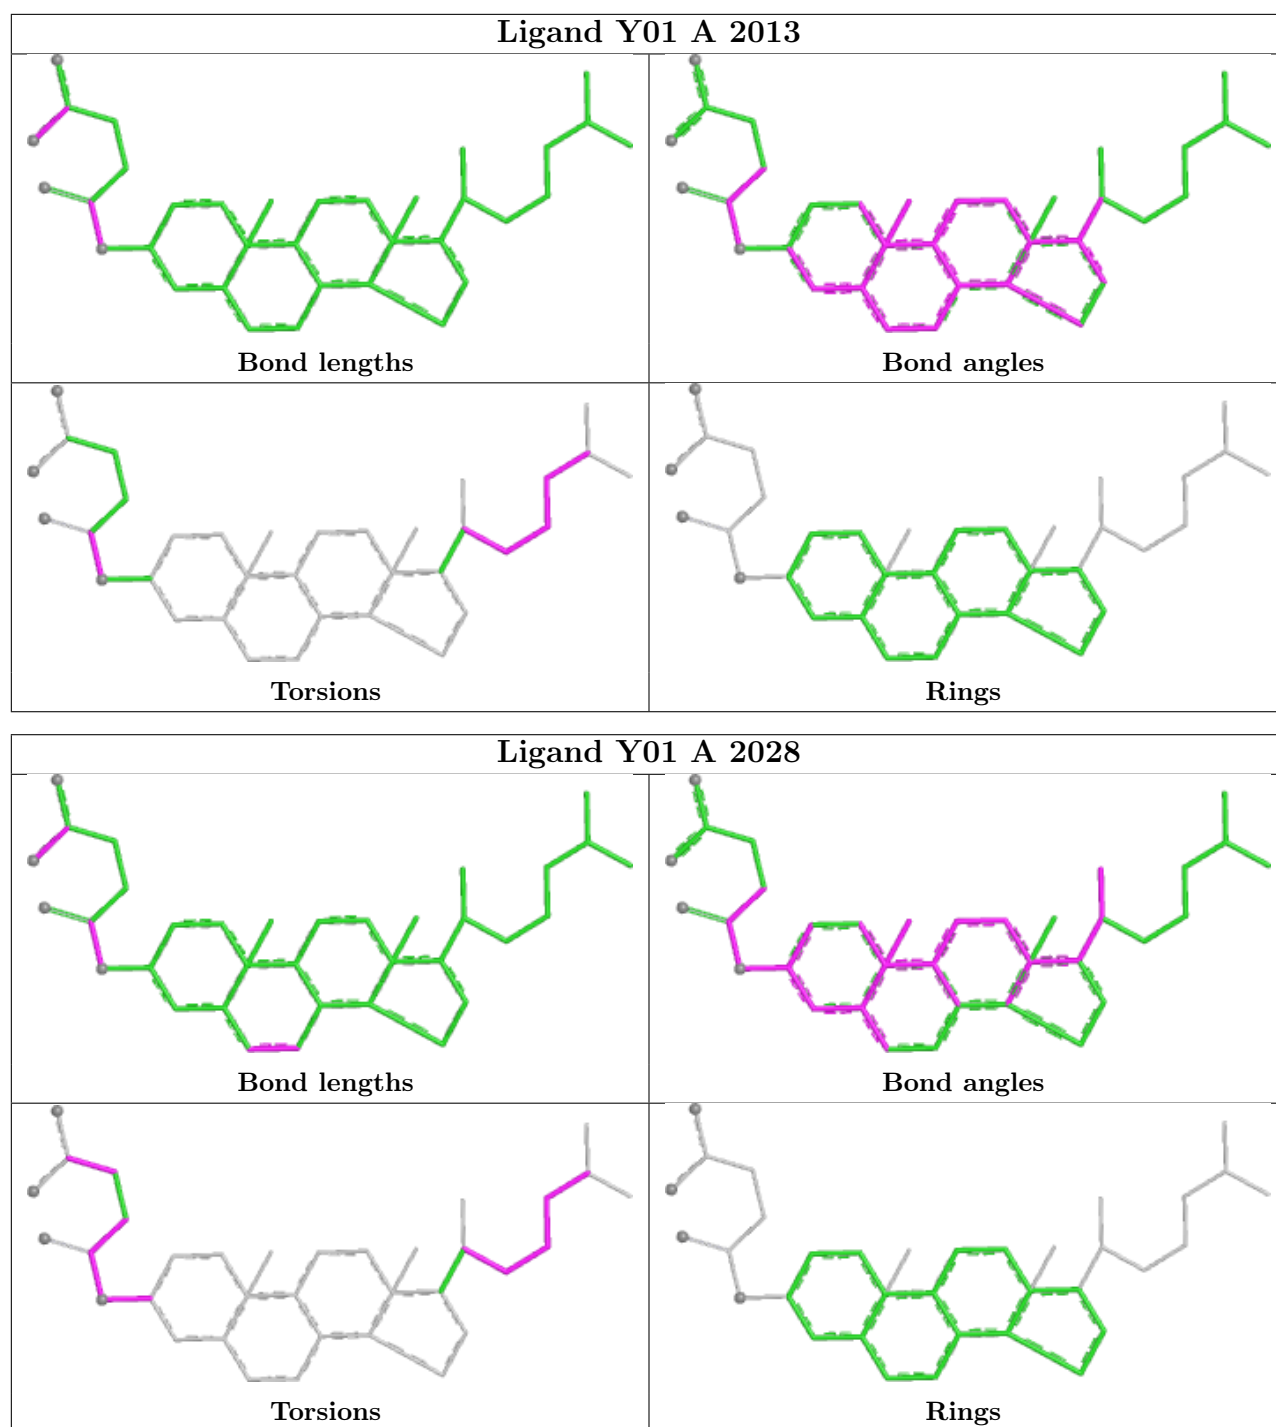 Ligand Y01 A 2013
Bond lengths
Bond angles
Torsions
Rings
Ligand Y01 A 2028
Bond lengths
Bond angles
Torsions
Rings